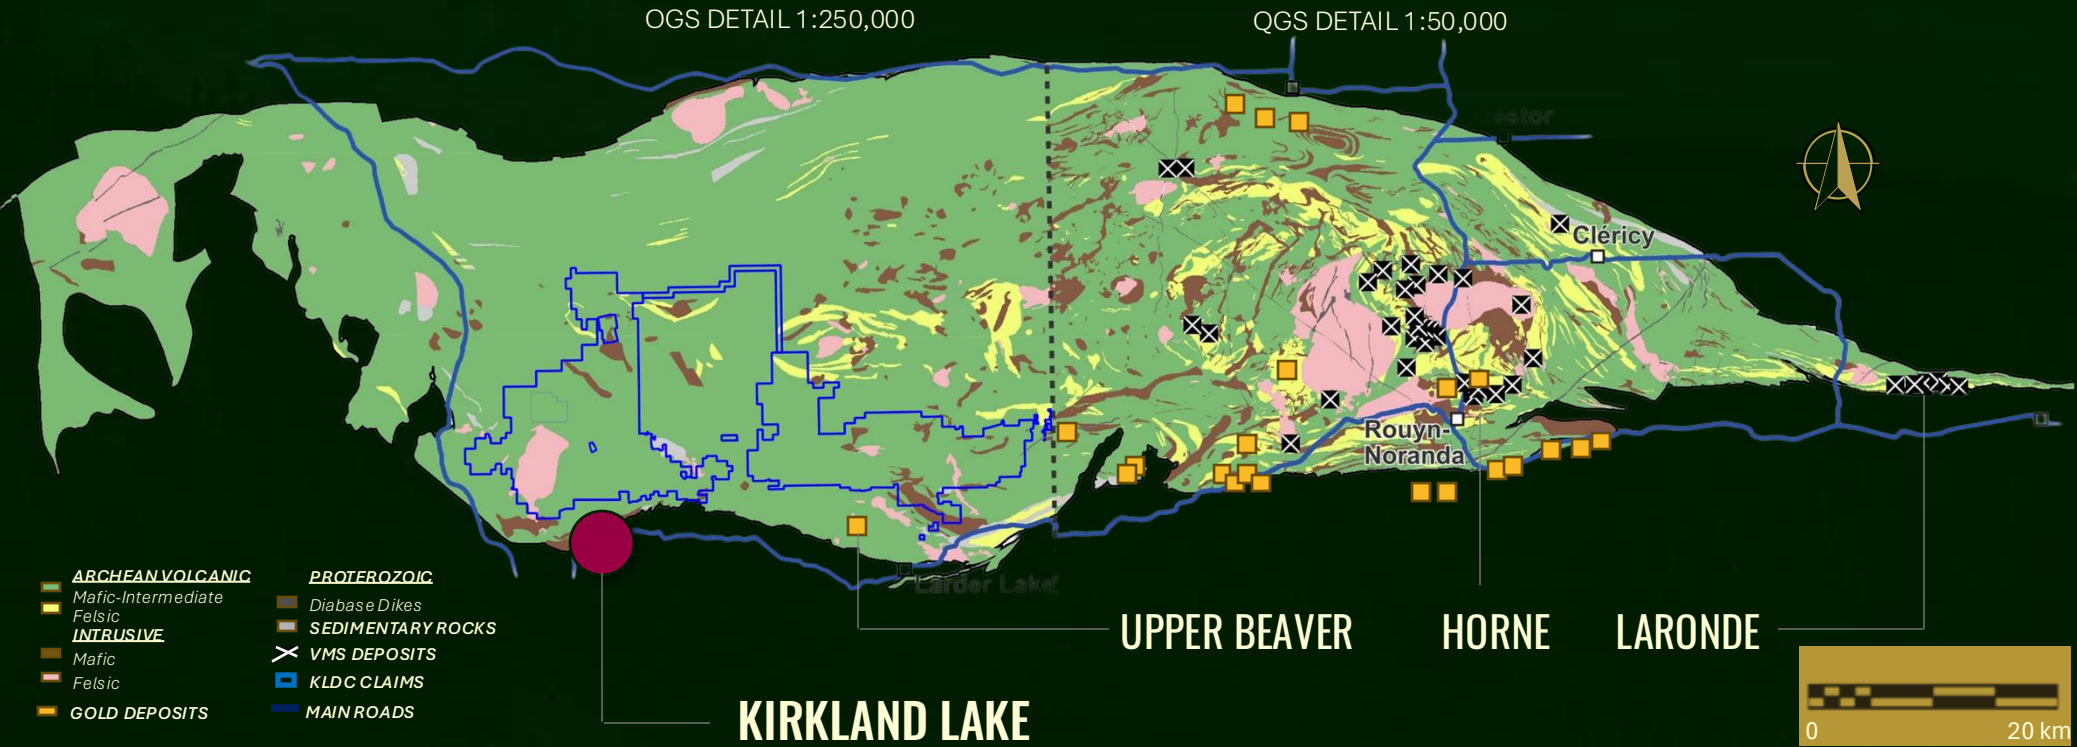 OGS DETAIL 1:250,000
QGS DETAIL 1:50,000
Cléricy
Rouyn-
Noranda
Larder Lake
ARCHEAN VOLCANIC
Mafic-Intermediate
Felsic
INTRUSIVE
Mafic
Felsic
GOLD DEPOSITS
PROTEROZOIC
Diabase Dikes
SEDIMENTARY ROCKS
VMS DEPOSITS
KLDC CLAIMS
MAIN ROADS
UPPER BEAVER
HORNE
LARONDE
KIRKLAND LAKE
0
20 km